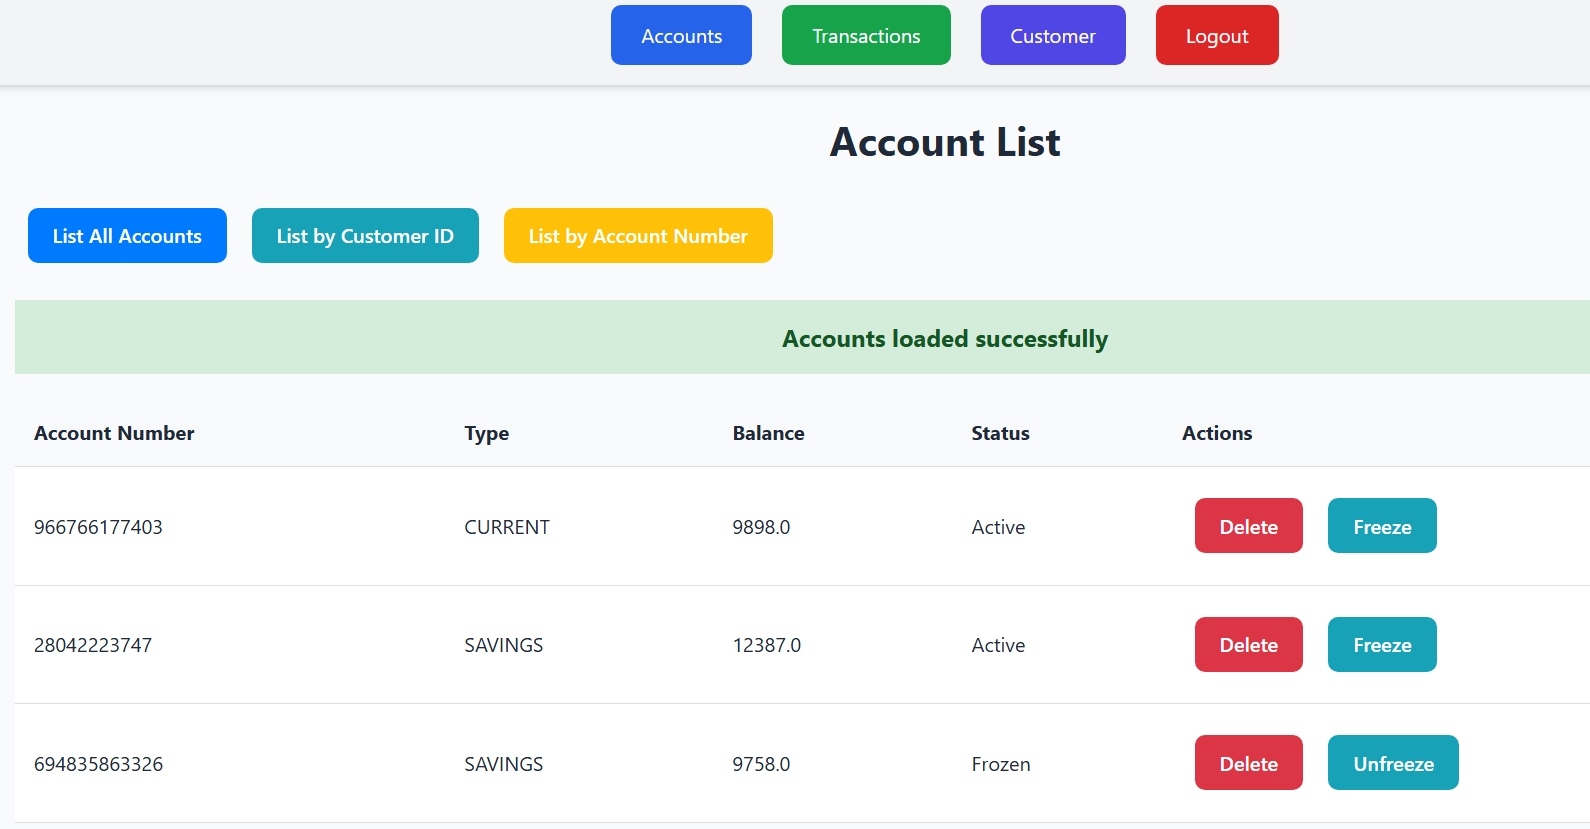 Accounts Transactions Customer Logout
Account List
List All Accounts List by Customer ID List by Account Number
Accounts loaded successfully
Account Number Type Balance Status Actions
966766177403 CURRENT 9898.0 Active Delete Freeze
28042223747 SAVINGS 12387.0 Active Delete Freeze
694835863326 SAVINGS 9758.0 Frozen Delete Unfreeze